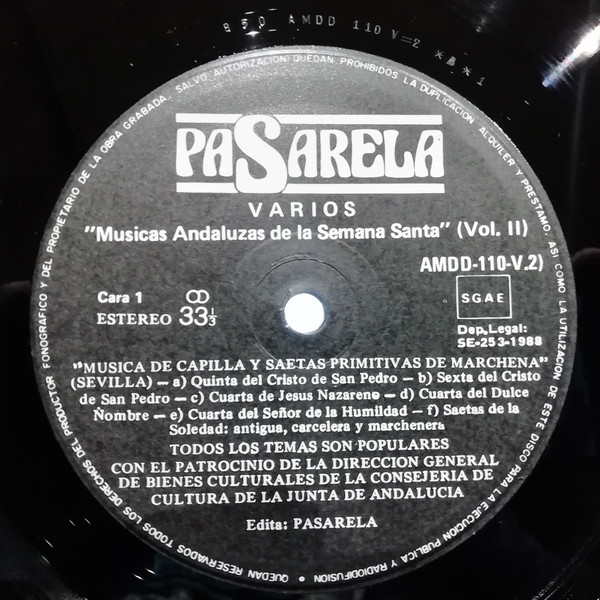 850 AMDD 110 V=2
PASARELA
VARIOS
"Musicas Andaluzas de la Semana Santa" (Vol. II)
AMDD-110-V.2)
Cara 1
ESTEREO 33 1/3
SGAE
Dep. Legal:
SE-253-1988
"MUSICA DE CAPILLA Y SAETAS PRIMITIVAS DE MARCHENA"
(SEVILLA) — a) Quinta del Cristo de San Pedro — b) Sexta del Cristo
de San Pedro — c) Cuarta de Jesus Nazareno — d) Cuarta del Dulce
Nombre — e) Cuarta del Señor de la Humildad — f) Saetas de la
Soledad: antigua, carcelera y marchenera
TODOS LOS TEMAS SON POPULARES
CON EL PATROCINIO DE LA DIRECCION GENERAL
DE BIENES CULTURALES DE LA CONSEJERIA DE
CULTURA DE LA JUNTA DE ANDALUCIA
Edita: PASARELA
QUEDAN RESERVADOS TODOS LOS DERECHOS DEL PRODUCTOR FONOGRAFICO Y DEL PROPIETARIO DE LA OBRA GRABADA. SALVO AUTORIZACION QUEDAN PROHIBIDOS LA DUPLICACION, ALQUILER Y PRESTAMO, ASI COMO LA UTILIZACION DE ESTE DISCO PARA LA EJECUCION PUBLICA Y RADIODIFUSION •